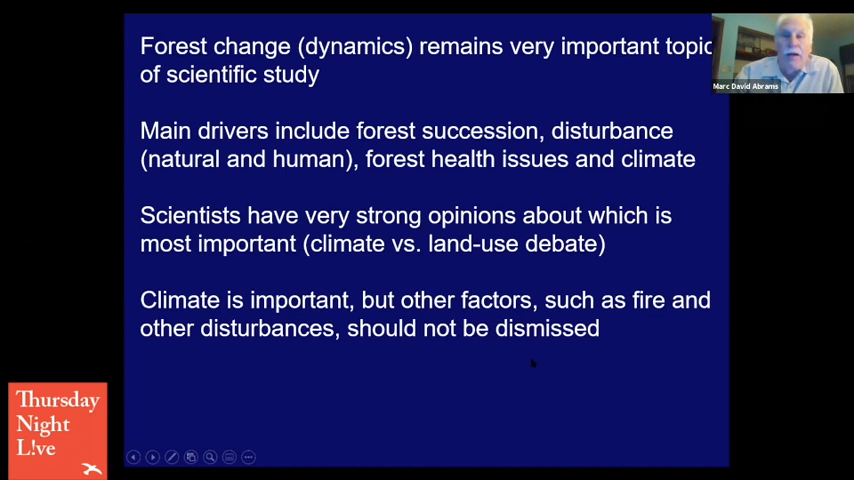 Forest change (dynamics) remains very important topic
of scientific study
Main drivers include forest succession, disturbance
(natural and human), forest health issues and climate
Scientists have very strong opinions about which is
most important (climate vs. land-use debate)
Climate is important, but other factors, such as fire and
other disturbances, should not be dismissed
Marc David Abrams
Thursday
Night
L!ve